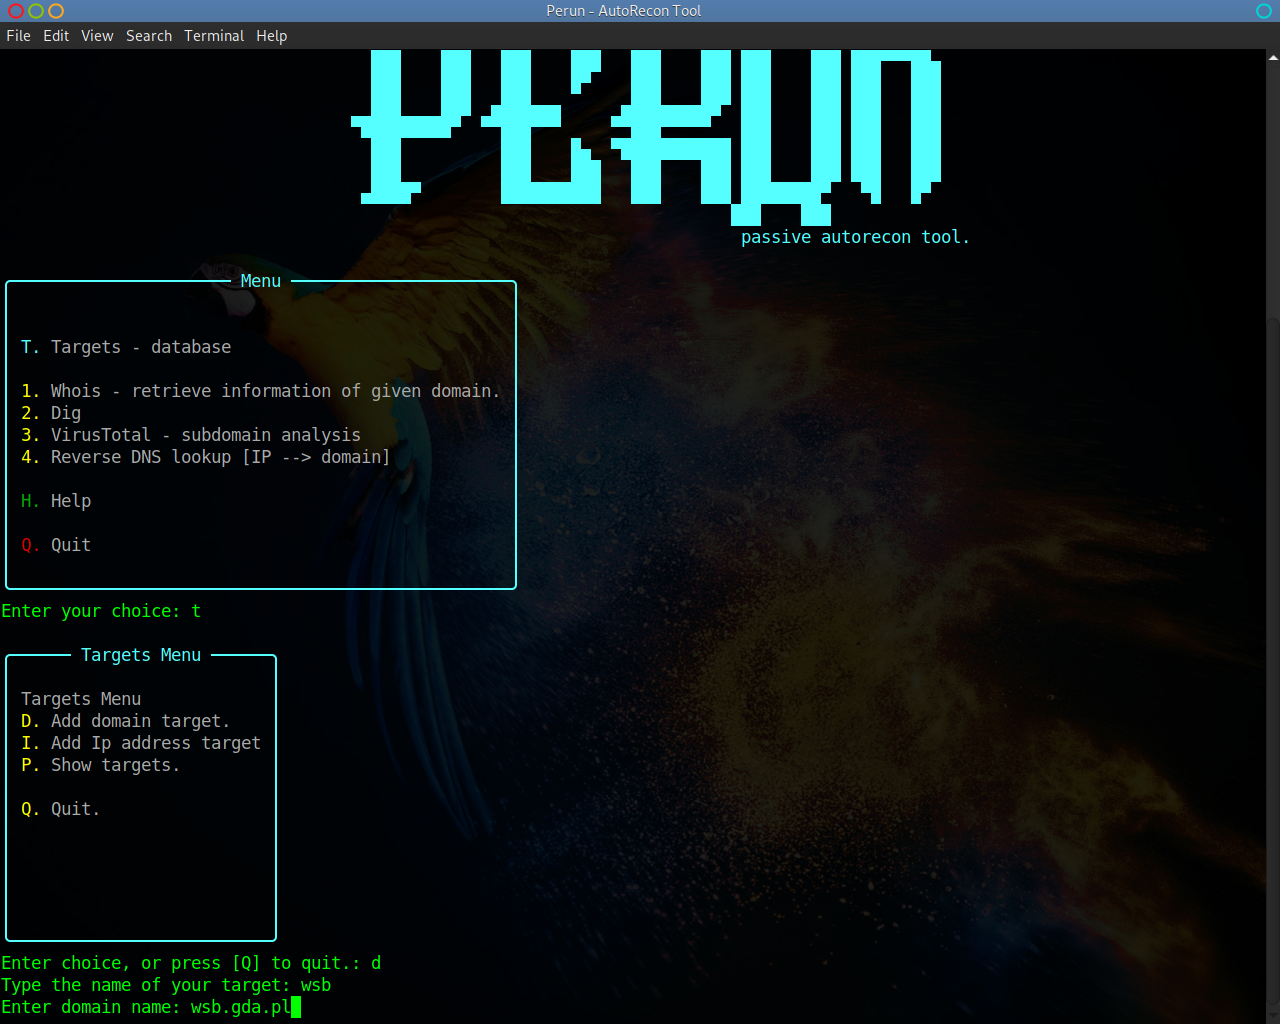 Perun - AutoRecon Tool
File Edit View Search Terminal Help
PERUN
passive autorecon tool.
Menu
T. Targets - database
1. Whois - retrieve information of given domain.
2. Dig
3. VirusTotal - subdomain analysis
4. Reverse DNS lookup [IP --> domain]
H. Help
Q. Quit
Enter your choice: t
Targets Menu
Targets Menu
D. Add domain target.
I. Add Ip address target
P. Show targets.
Q. Quit.
Enter choice, or press [Q] to quit.: d
Type the name of your target: wsb
Enter domain name: wsb.gda.pl